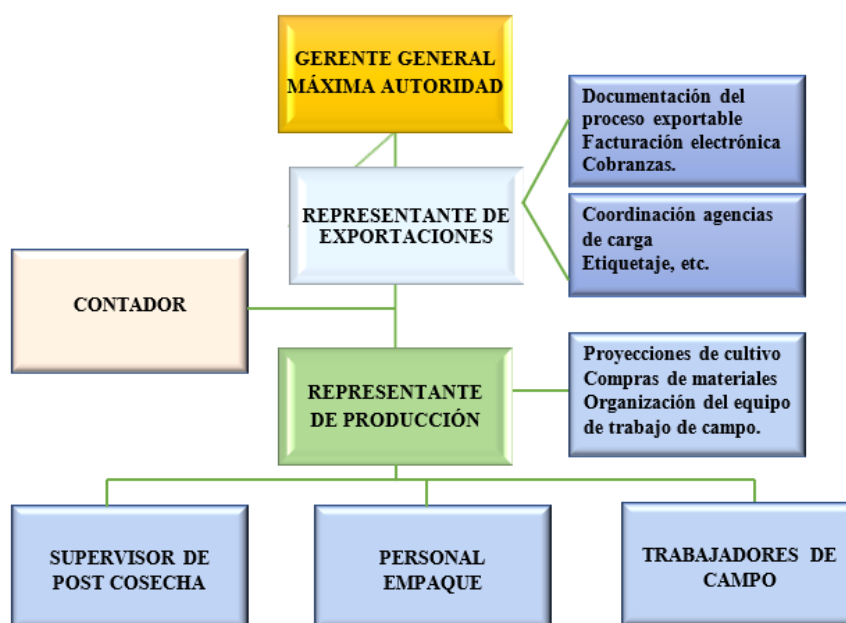 GERENTE GENERAL
MÁXIMA AUTORIDAD
Documentación del
proceso exportable
Facturación electrónica
Cobranzas.
REPRESENTANTE DE
EXPORTACIONES
Coordinación agencias
de carga
Etiquetaje, etc.
CONTADOR
REPRESENTANTE
DE PRODUCCIÓN
Proyecciones de cultivo
Compras de materiales
Organización del equipo
de trabajo de campo.
SUPERVISOR DE
POST COSECHA
PERSONAL
EMPAQUE
TRABAJADORES DE
CAMPO